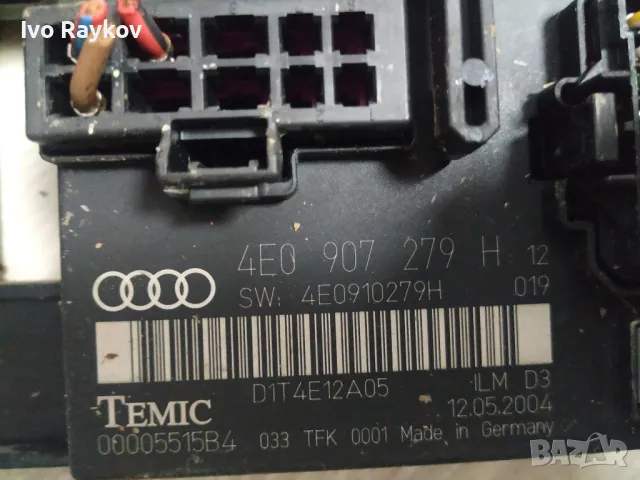 Ivo Raykov
4E0 907 279 H 12
SW: 4E0910279H 019
D1T4E12A05 ILM D3
TEMIC 12.05.2004
00005515B4 033 TFK 0001 Made in Germany
bazar.bg